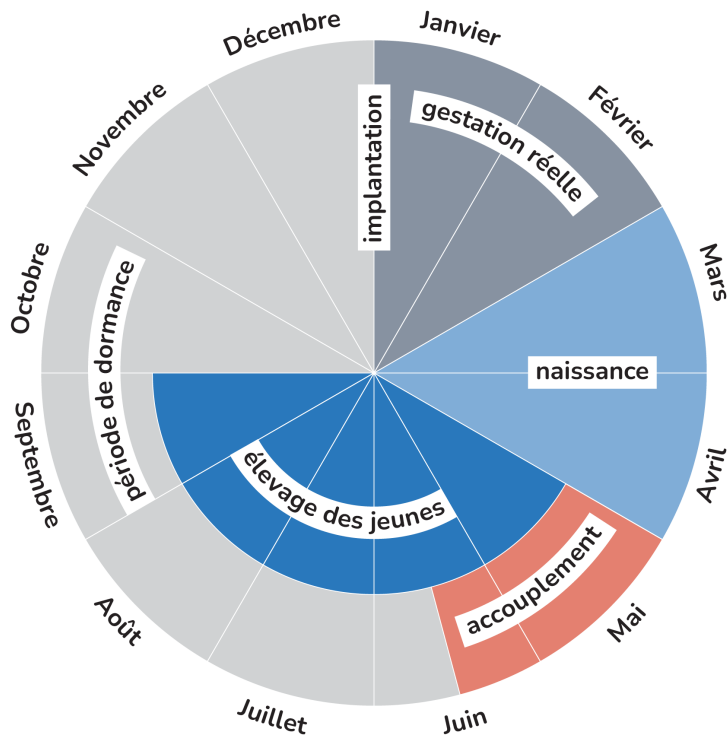 Janvier
Février
Mars
Avril
Mai
Juin
Juillet
Août
Septembre
Octobre
Novembre
Décembre
implantation
gestation réelle
naissance
accouplement
élevage des jeunes
période de dormance